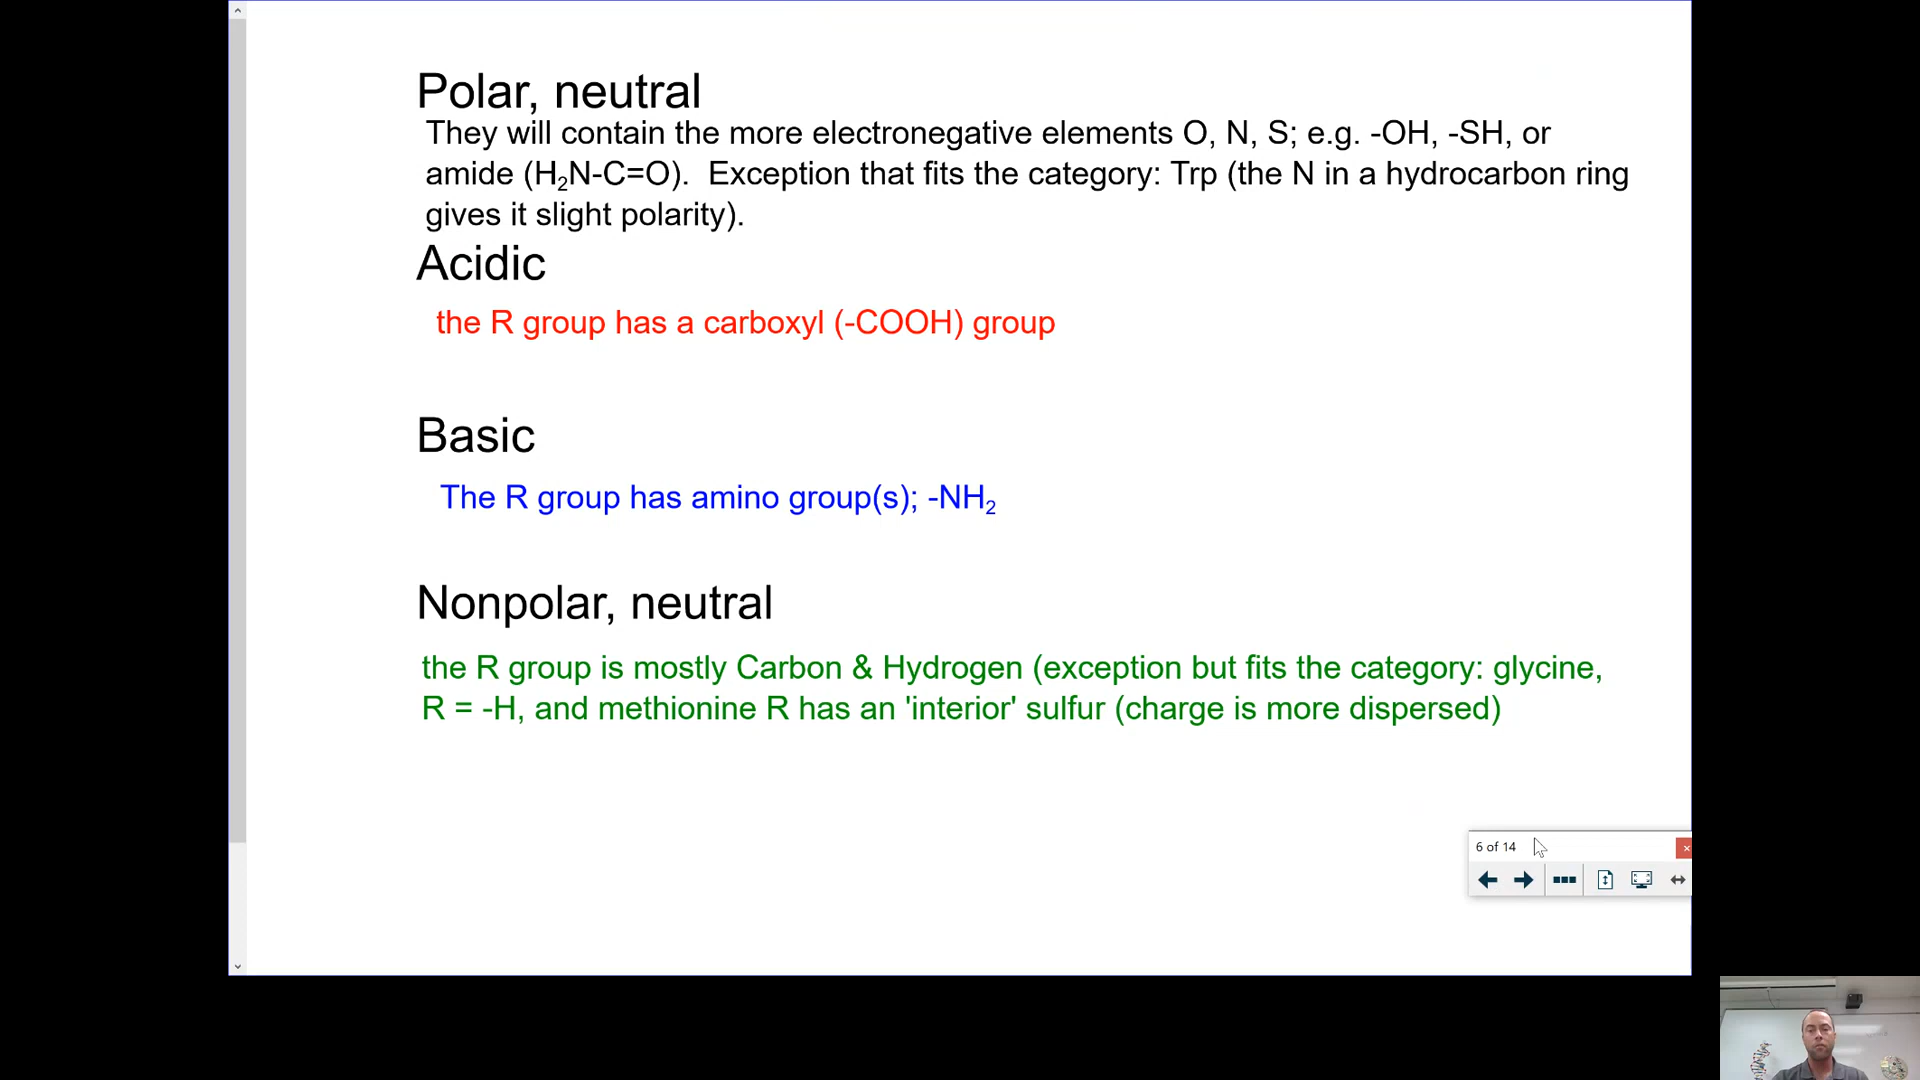 Polar, neutral
They will contain the more electronegative elements O, N, S; e.g. -OH, -SH, or
amide (H₂N-C=O).  Exception that fits the category: Trp (the N in a hydrocarbon ring
gives it slight polarity).
Acidic
the R group has a carboxyl (-COOH) group
Basic
The R group has amino group(s); -NH₂
Nonpolar, neutral
the R group is mostly Carbon & Hydrogen (exception but fits the category: glycine,
R = -H, and methionine R has an 'interior' sulfur (charge is more dispersed)
6 of 14